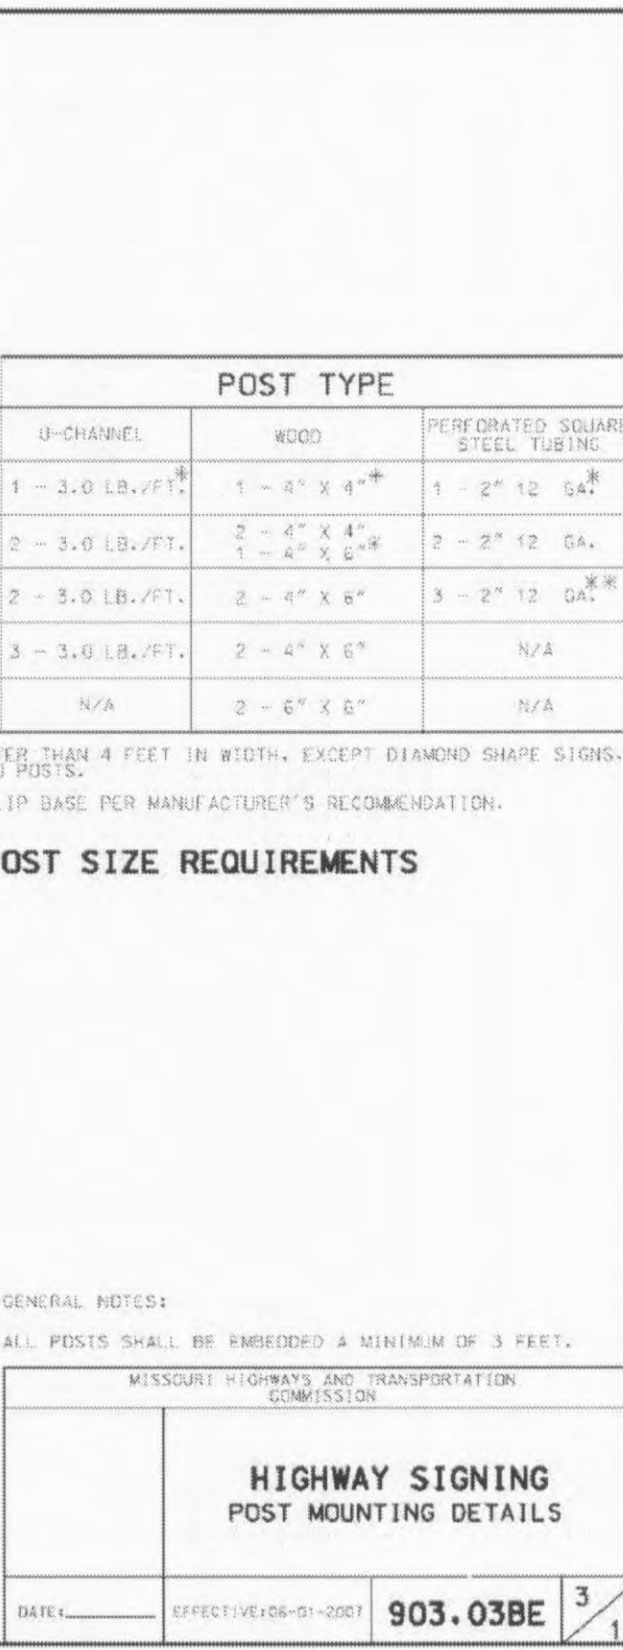 POST TYPE
U-CHANNEL WOOD PERFORATED SQUARE
STEEL TUBING
1 - 3.0 LB./FT.* 1 - 4" X 4"* 1 - 2" 12 GA.*
2 - 3.0 LB./FT. 2 - 4" X 4" 2 - 2" 12 GA.
1 - 4" X 6"*
2 - 3.0 LB./FT. 2 - 4" X 6" 3 - 2" 12 GA.**
3 - 3.0 LB./FT. 2 - 4" X 6" N/A
N/A 2 - 6" X 6" N/A
THAN 4 FEET IN WIDTH, EXCEPT DIAMOND SHAPE SIGNS,
POSTS.
LIP BASE PER MANUFACTURER'S RECOMMENDATION.
OST SIZE REQUIREMENTS
GENERAL NOTES:
ALL POSTS SHALL BE EMBEDDED A MINIMUM OF 3 FEET.
MISSOURI HIGHWAYS AND TRANSPORTATION
COMMISSION
HIGHWAY SIGNING
POST MOUNTING DETAILS
DATE: EFFECTIVE:06-01-2007 903.03BE 3/1